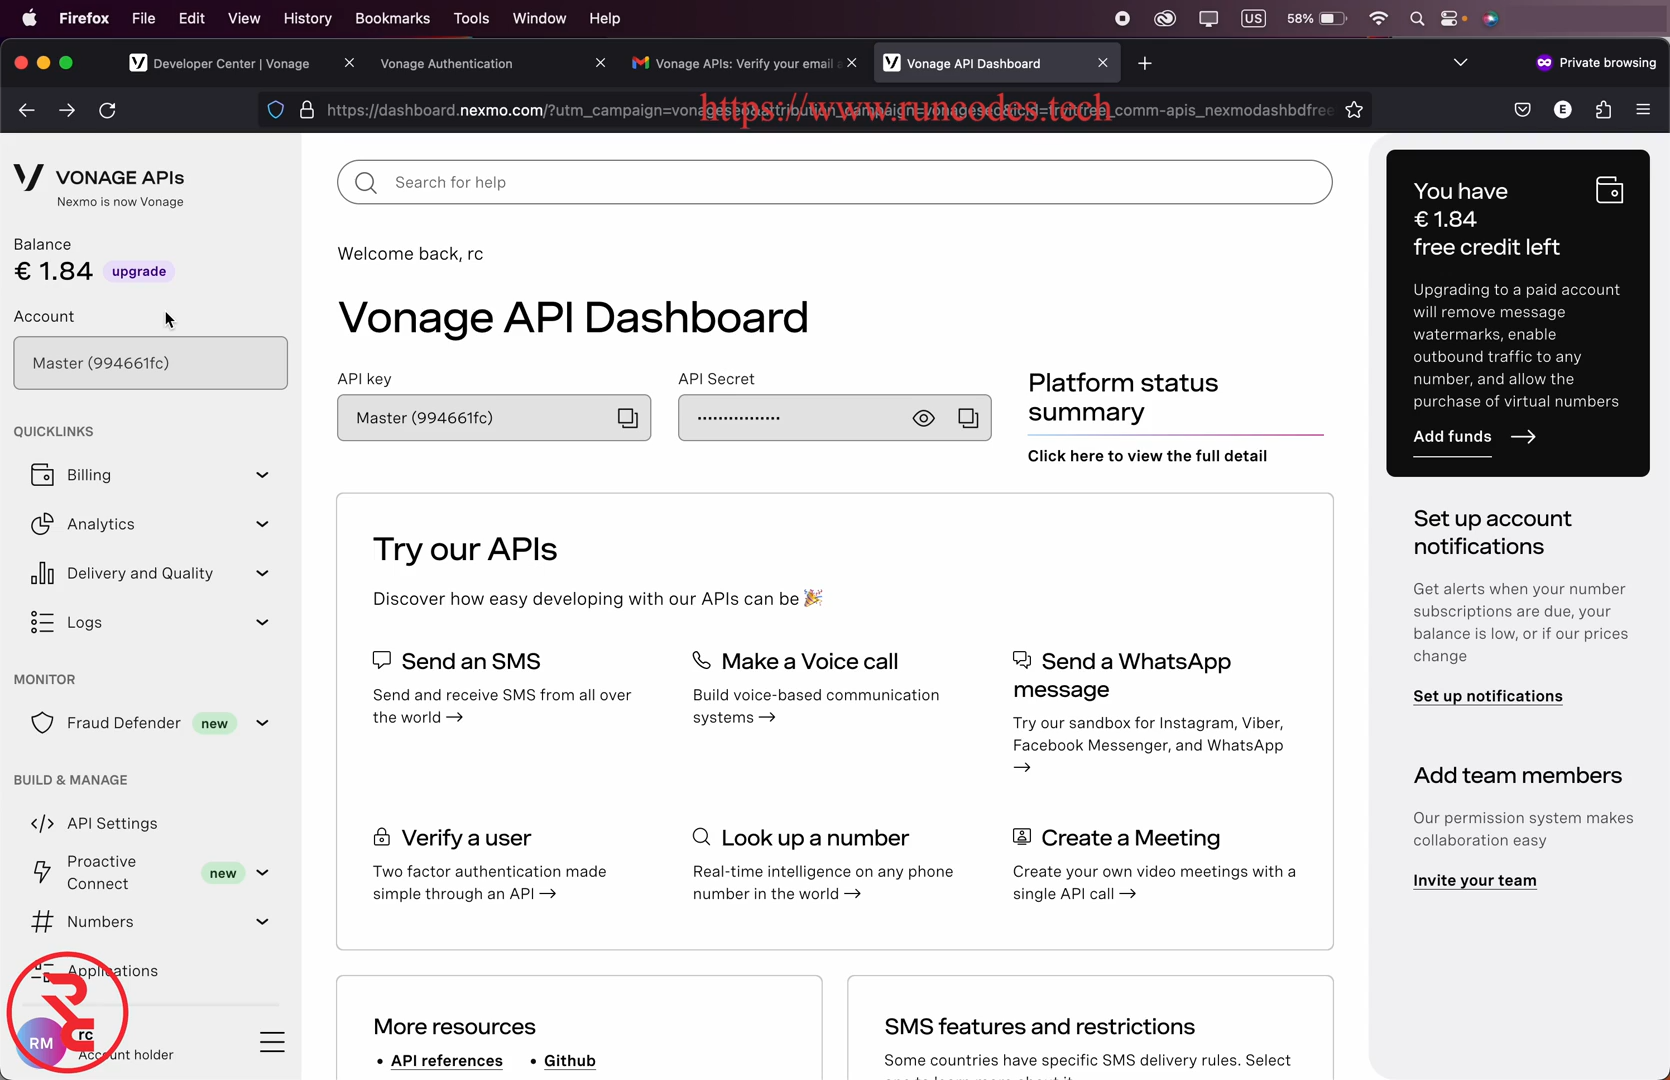 Firefox File Edit View History Bookmarks Tools Window Help
US 58%
Developer Center | Vonage
Vonage Authentication
Vonage APIs: Verify your email
Vonage API Dashboard
Private browsing
https://dashboard.nexmo.com/?utm_campaign=
https://www.runcodes.tech
_comm-apis_nexmodashbdfree
E
VONAGE APIs
Nexmo is now Vonage
Balance
€ 1.84 upgrade
Account
Master (994661fc)
QUICKLINKS
Billing
Analytics
Delivery and Quality
Logs
MONITOR
Fraud Defender new
BUILD & MANAGE
API Settings
Proactive
Connect
new
Numbers
Applications
RM
rc
Account holder
Search for help
Welcome back, rc
Vonage API Dashboard
API key
Master (994661fc)
API Secret
••••••••••••••••
Platform status
summary
Click here to view the full detail
Try our APIs
Discover how easy developing with our APIs can be 🎉
Send an SMS
Send and receive SMS from all over
the world →
Make a Voice call
Build voice-based communication
systems →
Send a WhatsApp
message
Try our sandbox for Instagram, Viber,
Facebook Messenger, and WhatsApp
→
Verify a user
Two factor authentication made
simple through an API →
Look up a number
Real-time intelligence on any phone
number in the world →
Create a Meeting
Create your own video meetings with a
single API call →
More resources
• API references • Github
SMS features and restrictions
Some countries have specific SMS delivery rules. Select
You have
€ 1.84
free credit left
Upgrading to a paid account
will remove message
watermarks, enable
outbound traffic to any
number, and allow the
purchase of virtual numbers
Add funds →
Set up account
notifications
Get alerts when your number
subscriptions are due, your
balance is low, or if our prices
change
Set up notifications
Add team members
Our permission system makes
collaboration easy
Invite your team